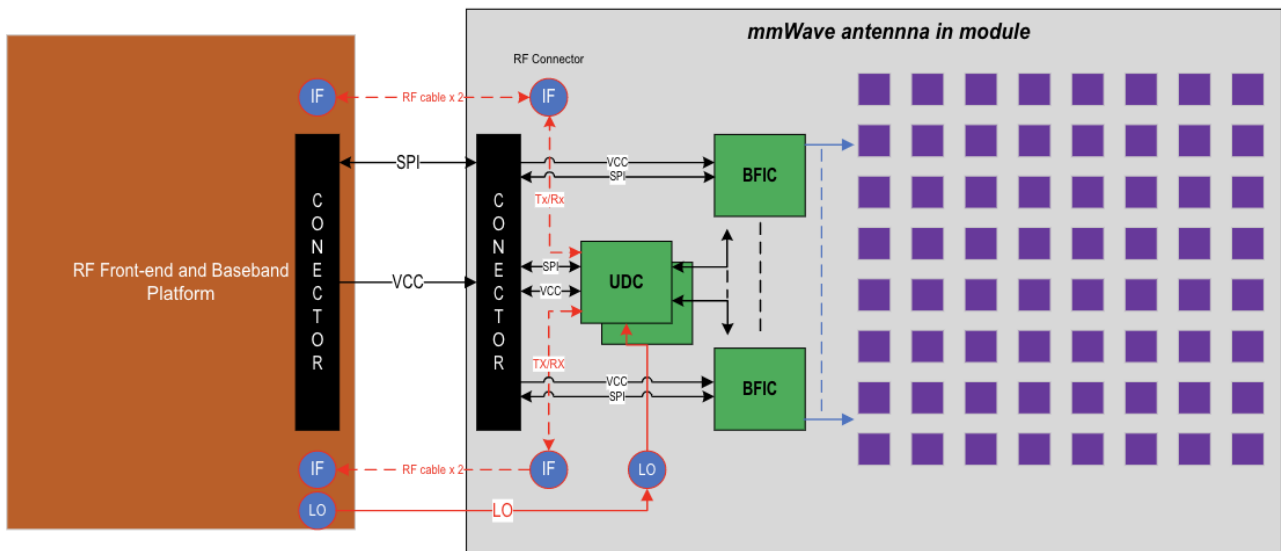 mmWave antennna in module
RF Connector
IF
RF cable x 2
IF
CONECTOR
SPI
CONECTOR
VCC
SPI
BFIC
Tx/Rx
RF Front-end and Baseband
Platform
VCC
SPI
VCC
UDC
TX/RX
VCC
SPI
BFIC
IF
RF cable x 2
IF
LO
LO
LO